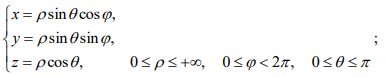 x = ρ sin θ cos φ,
y = ρ sin θ sin φ,
z = ρ cos θ, 0 ≤ ρ ≤ +∞, 0 ≤ φ < 2π, 0 ≤ θ ≤ π ;